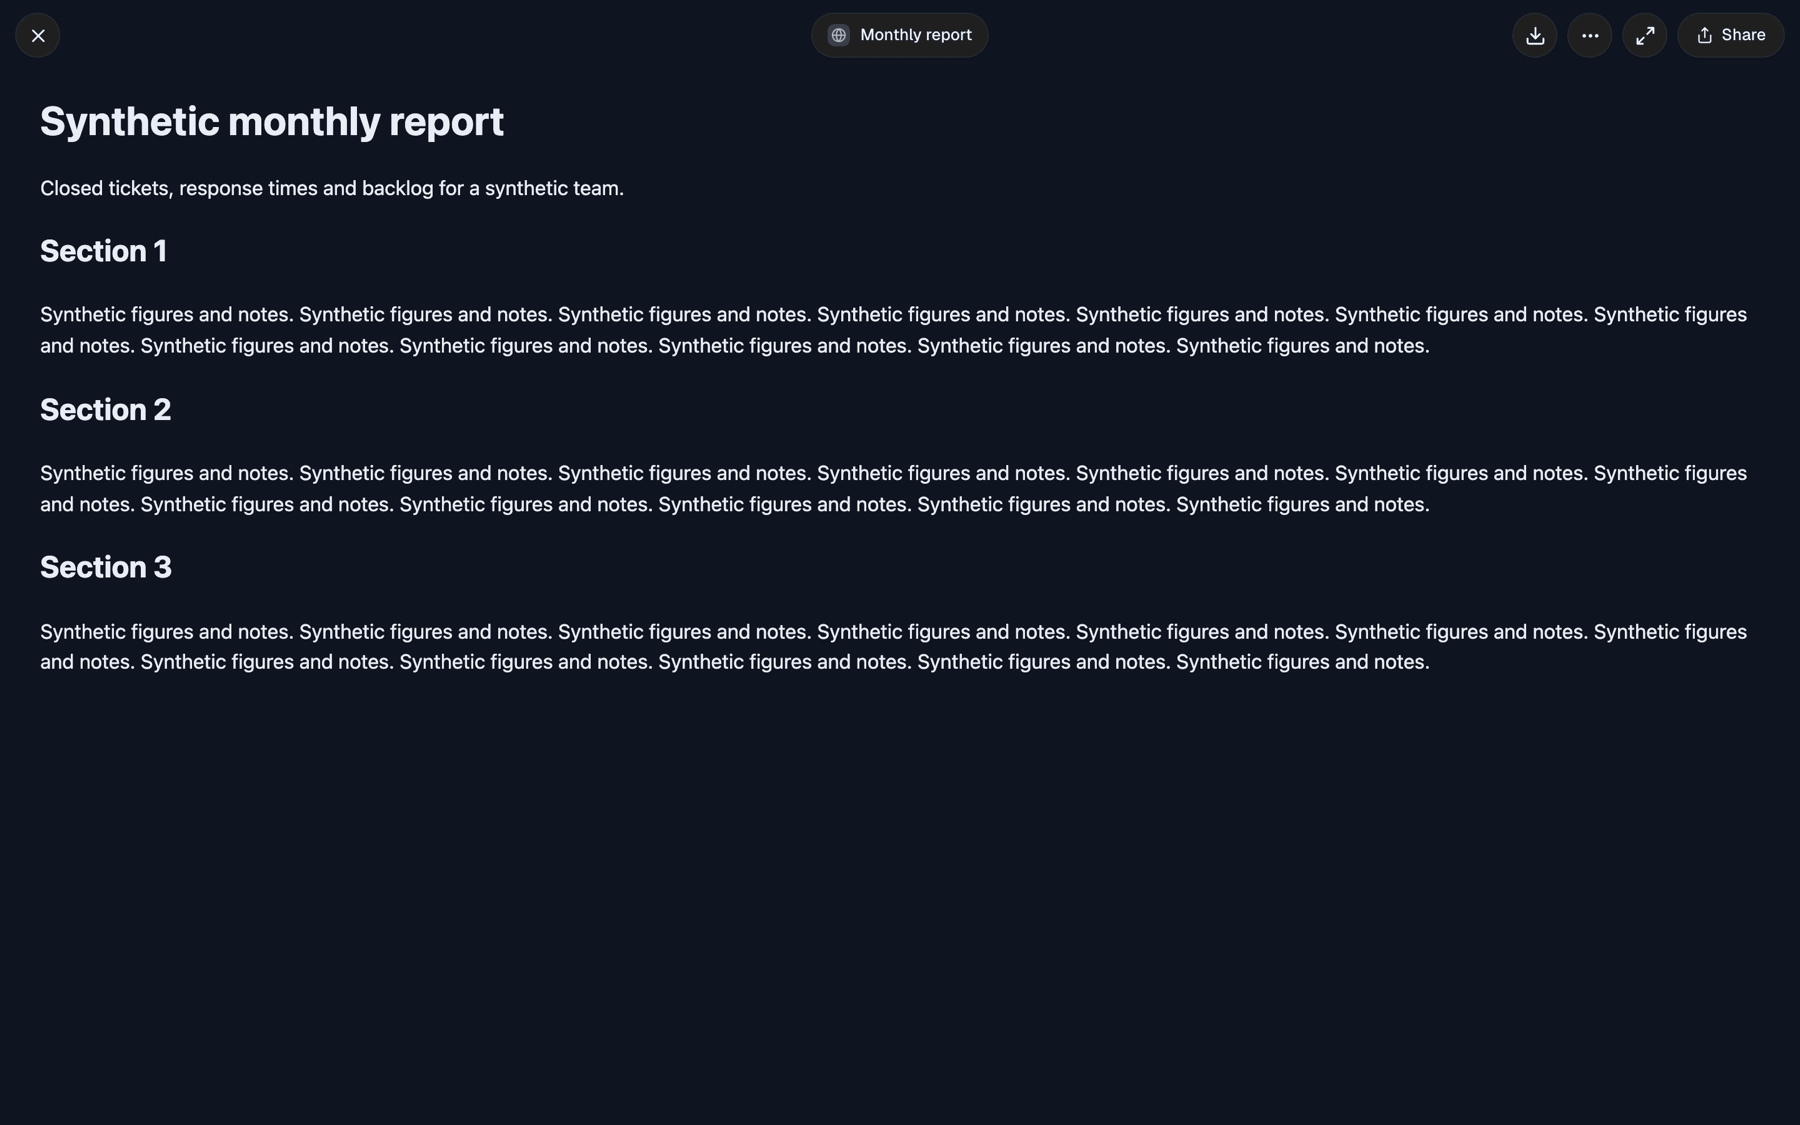 Monthly report
Share
Synthetic monthly report
Closed tickets, response times and backlog for a synthetic team.
Section 1
Synthetic figures and notes. Synthetic figures and notes. Synthetic figures and notes. Synthetic figures and notes. Synthetic figures and notes. Synthetic figures and notes. Synthetic figures
and notes. Synthetic figures and notes. Synthetic figures and notes. Synthetic figures and notes. Synthetic figures and notes. Synthetic figures and notes.
Section 2
Synthetic figures and notes. Synthetic figures and notes. Synthetic figures and notes. Synthetic figures and notes. Synthetic figures and notes. Synthetic figures and notes. Synthetic figures
and notes. Synthetic figures and notes. Synthetic figures and notes. Synthetic figures and notes. Synthetic figures and notes. Synthetic figures and notes.
Section 3
Synthetic figures and notes. Synthetic figures and notes. Synthetic figures and notes. Synthetic figures and notes. Synthetic figures and notes. Synthetic figures and notes. Synthetic figures
and notes. Synthetic figures and notes. Synthetic figures and notes. Synthetic figures and notes. Synthetic figures and notes. Synthetic figures and notes.